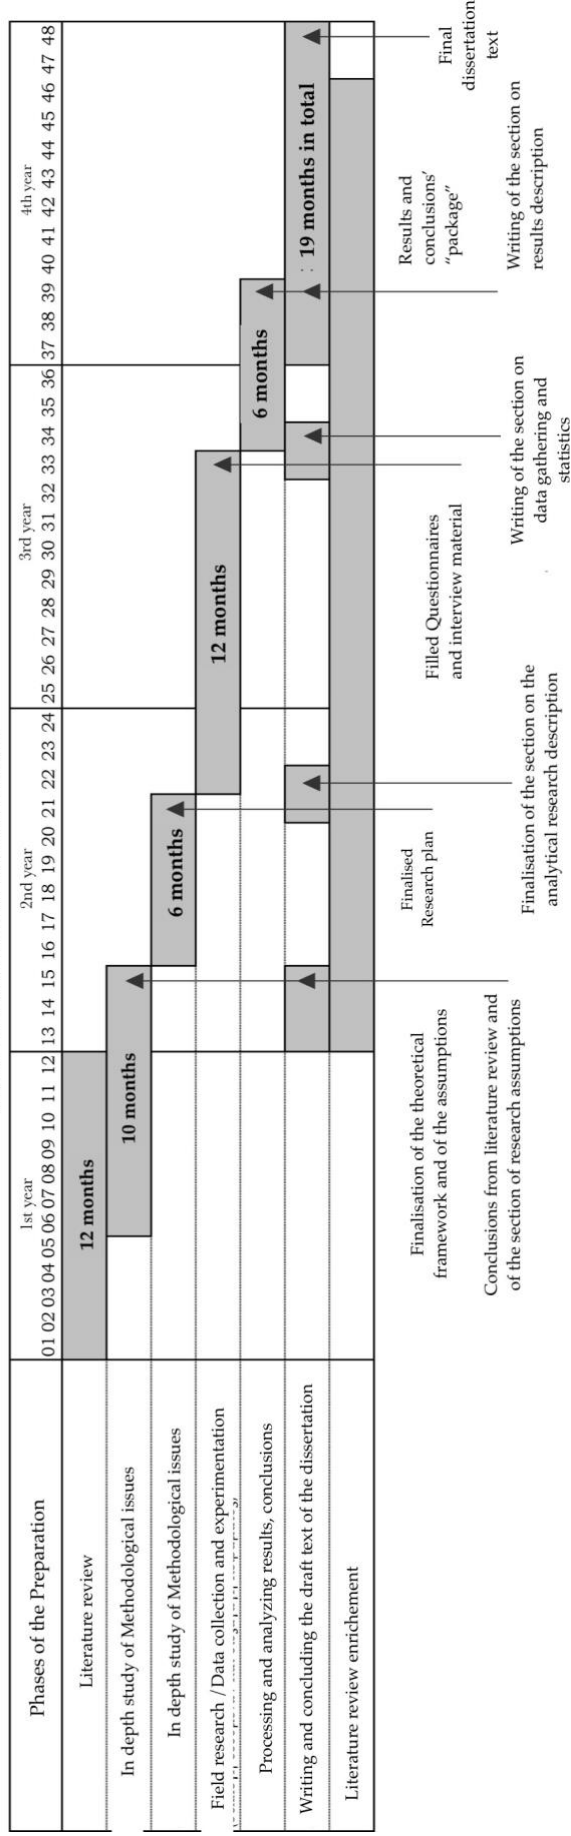 Phases of the Preparation
1st year
2nd year
3rd year
4th year
01 02 03 04 05 06 07 08 09 10 11 12 13 14 15 16 17 18 19 20 21 22 23 24 25 26 27 28 29 30 31 32 33 34 35 36 37 38 39 40 41 42 43 44 45 46 47 48
Literature review
12 months
In depth study of Methodological issues
10 months
In depth study of Methodological issues
6 months
Field research / Data collection and experimentation
12 months
Processing and analyzing results, conclusions
6 months
Writing and concluding the draft text of the dissertation
: 19 months in total
Literature review enrichement
Finalisation of the theoretical
framework and of the assumptions
Finalised
Research plan
Filled Questionnaires
and interview material
Results and
conclusions'
"package"
Final
dissertation
text
Conclusions from literature review and
of the section of research assumptions
Finalisation of the section on the
analytical research description
Writing of the section on
data gathering and
statistics
Writing of the section on
results description